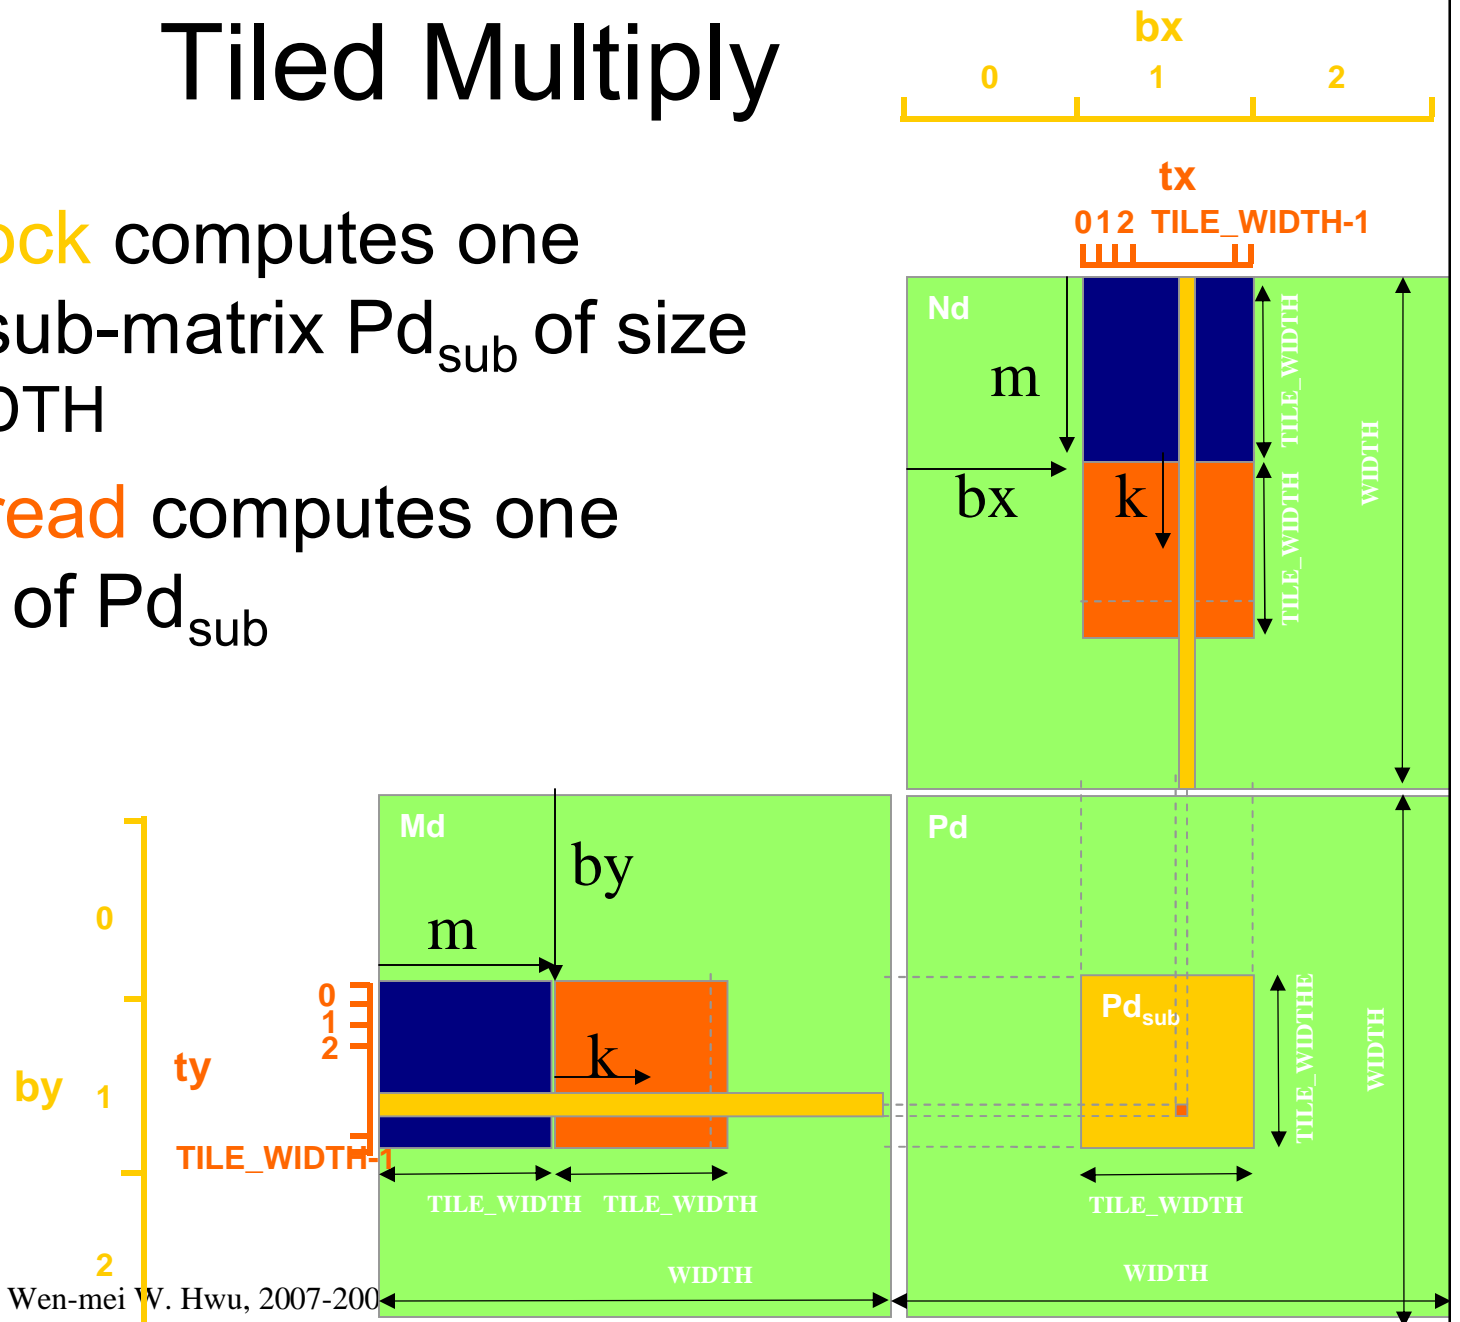 Tiled Multiply
bx
0 1 2
tx
0 1 2 TILE_WIDTH-1
ock computes one
sub-matrix Pdsub of size
DTH
read computes one
of Pdsub
Nd
m
bx
k
TILE_WIDTH
TILE_WIDTH
WIDTH
Md
by
m
k
Pd
Pdsub
TILE_WIDTHE
WIDTH
TILE_WIDTH
WIDTH
0
by 1
2
ty
0
1
2
TILE_WIDTH-1
TILE_WIDTH TILE_WIDTH
WIDTH
Wen-mei W. Hwu, 2007-200